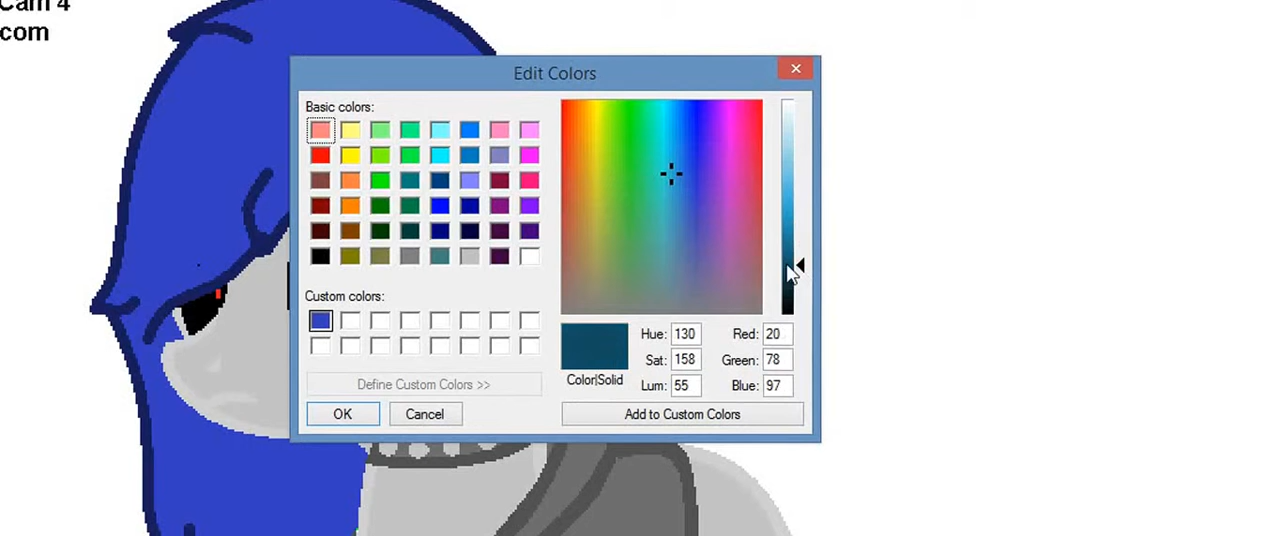 Cam 4
com
Edit Colors
Basic colors:
Custom colors:
Define Custom Colors >>
OK Cancel
Hue: 130 Red: 20
Sat: 158 Green: 78
Color|Solid Lum: 55 Blue: 97
Add to Custom Colors